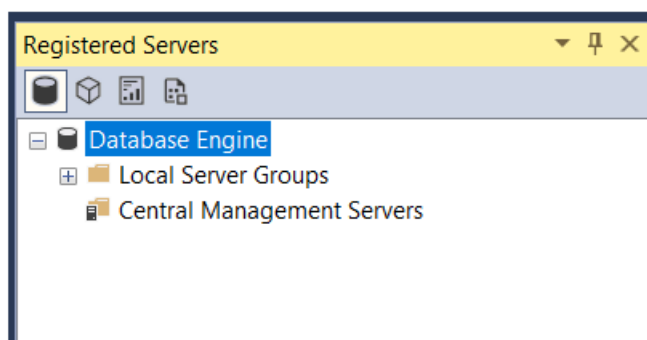 Registered Servers
Database Engine
Local Server Groups
Central Management Servers